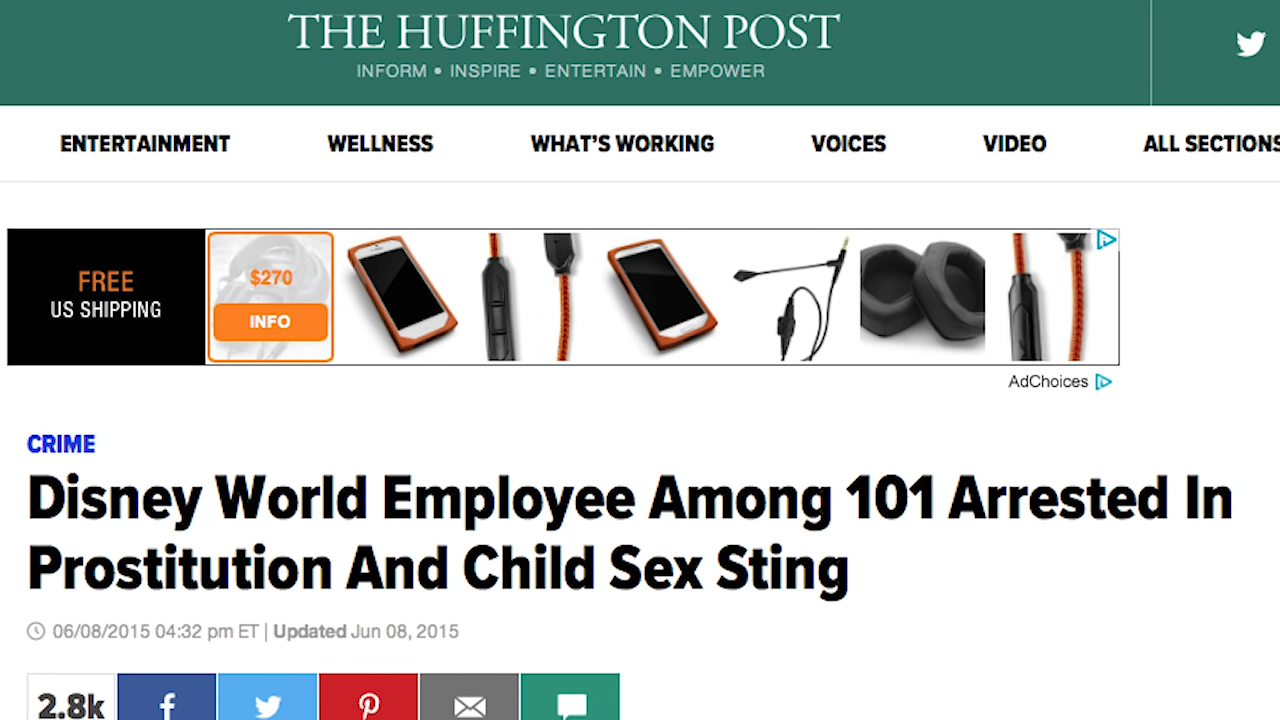 THE HUFFINGTON POST
INFORM • INSPIRE • ENTERTAIN • EMPOWER
ENTERTAINMENT WELLNESS WHAT'S WORKING VOICES VIDEO ALL SECTIONS
FREE
US SHIPPING
$270
INFO
AdChoices
CRIME
Disney World Employee Among 101 Arrested In
Prostitution And Child Sex Sting
06/08/2015 04:32 pm ET | Updated Jun 08, 2015
2.8k